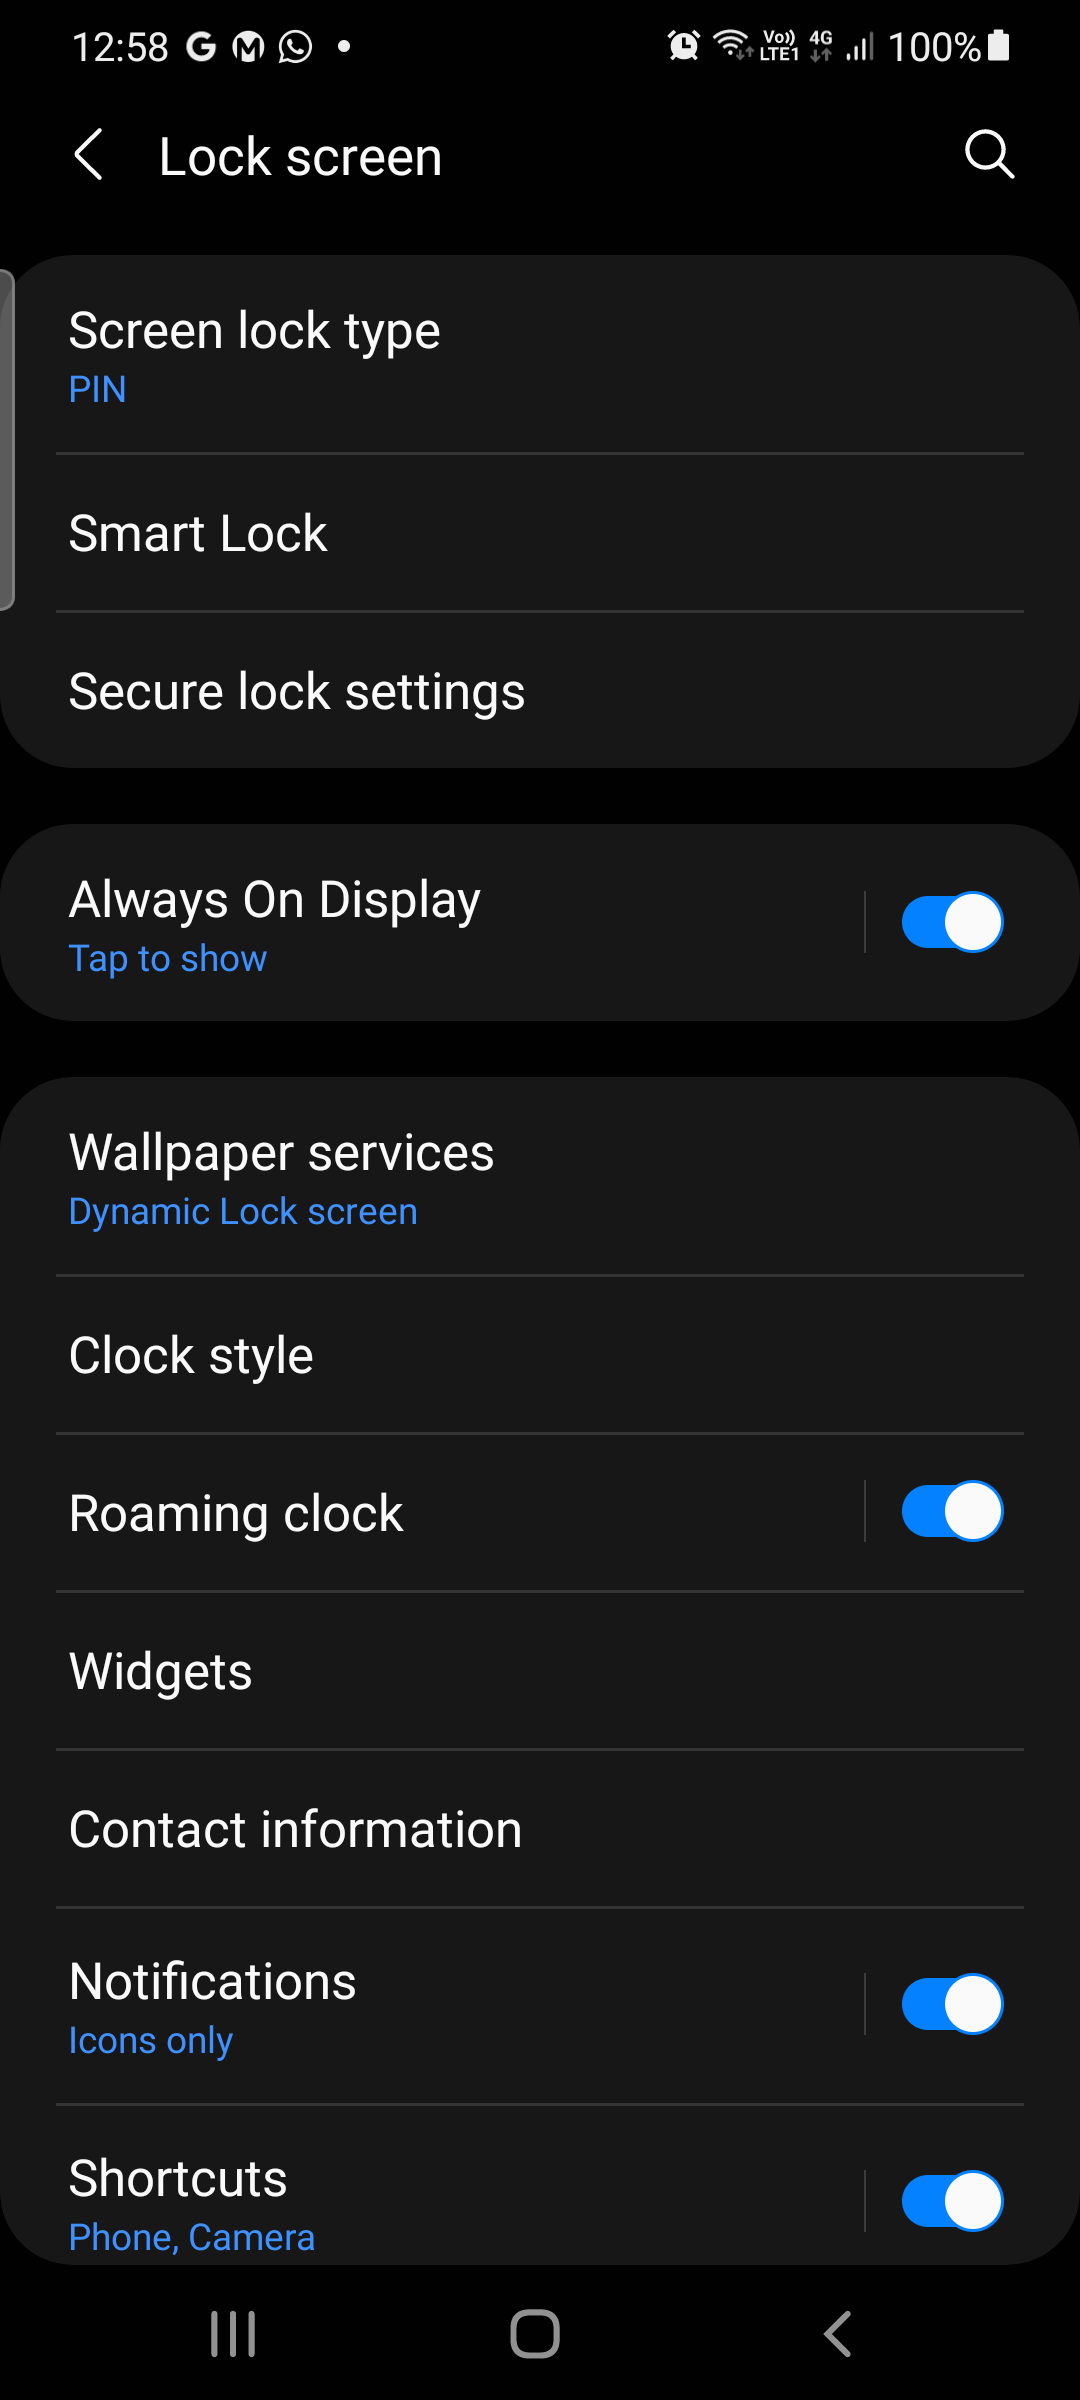 12:58
Vo)) 4G
LTE1
100%
Lock screen
Screen lock type
PIN
Smart Lock
Secure lock settings
Always On Display
Tap to show
Wallpaper services
Dynamic Lock screen
Clock style
Roaming clock
Widgets
Contact information
Notifications
Icons only
Shortcuts
Phone, Camera